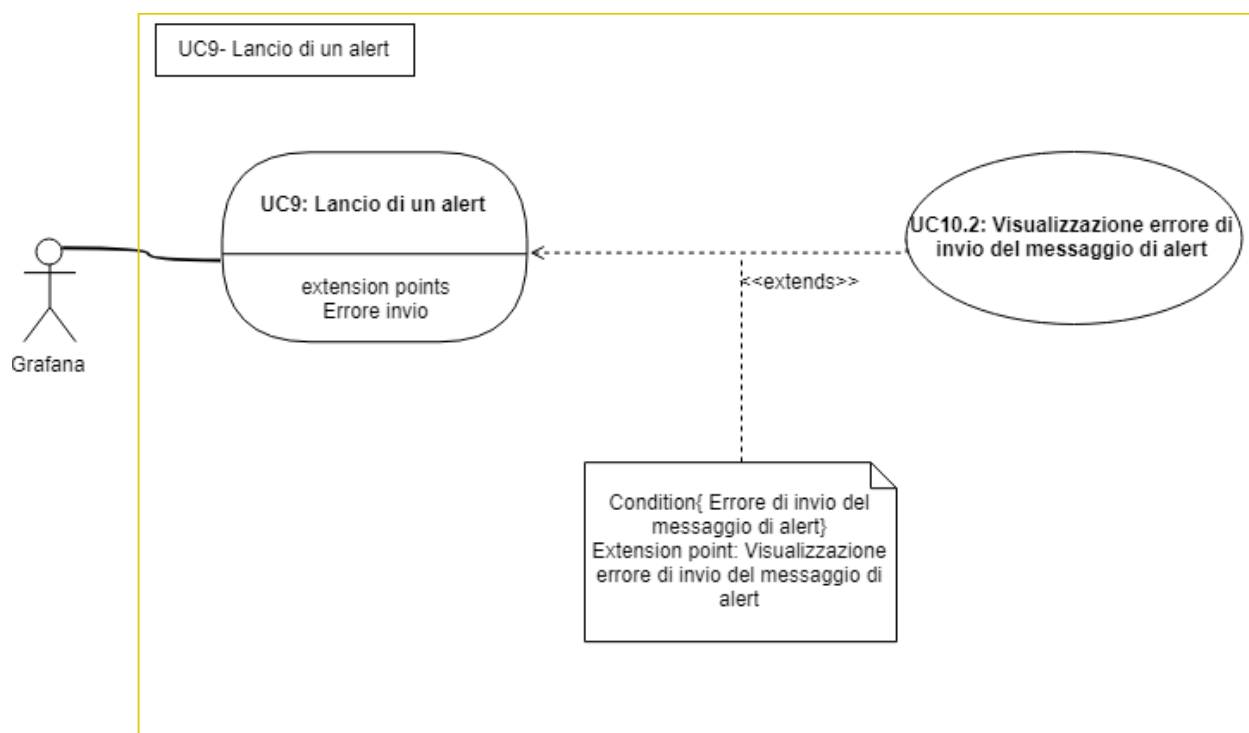 UC9- Lancio di un alert
UC9: Lancio di un alert
extension points
Errore invio
Grafana
<<extends>>
UC10.2: Visualizzazione errore di
invio del messaggio di alert
Condition{ Errore di invio del
messaggio di alert}
Extension point: Visualizzazione
errore di invio del messaggio di
alert